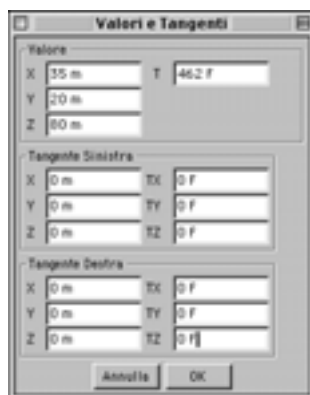 Valori e Tangenti
Valore
X 35 m T 462 F
Y 20 m
Z 80 m
Tangente Sinistra
X 0 m TX 0 F
Y 0 m TY 0 F
Z 0 m TZ 0 F
Tangente Destra
X 0 m TX 0 F
Y 0 m TY 0 F
Z 0 m TZ 0 F
Annulla OK